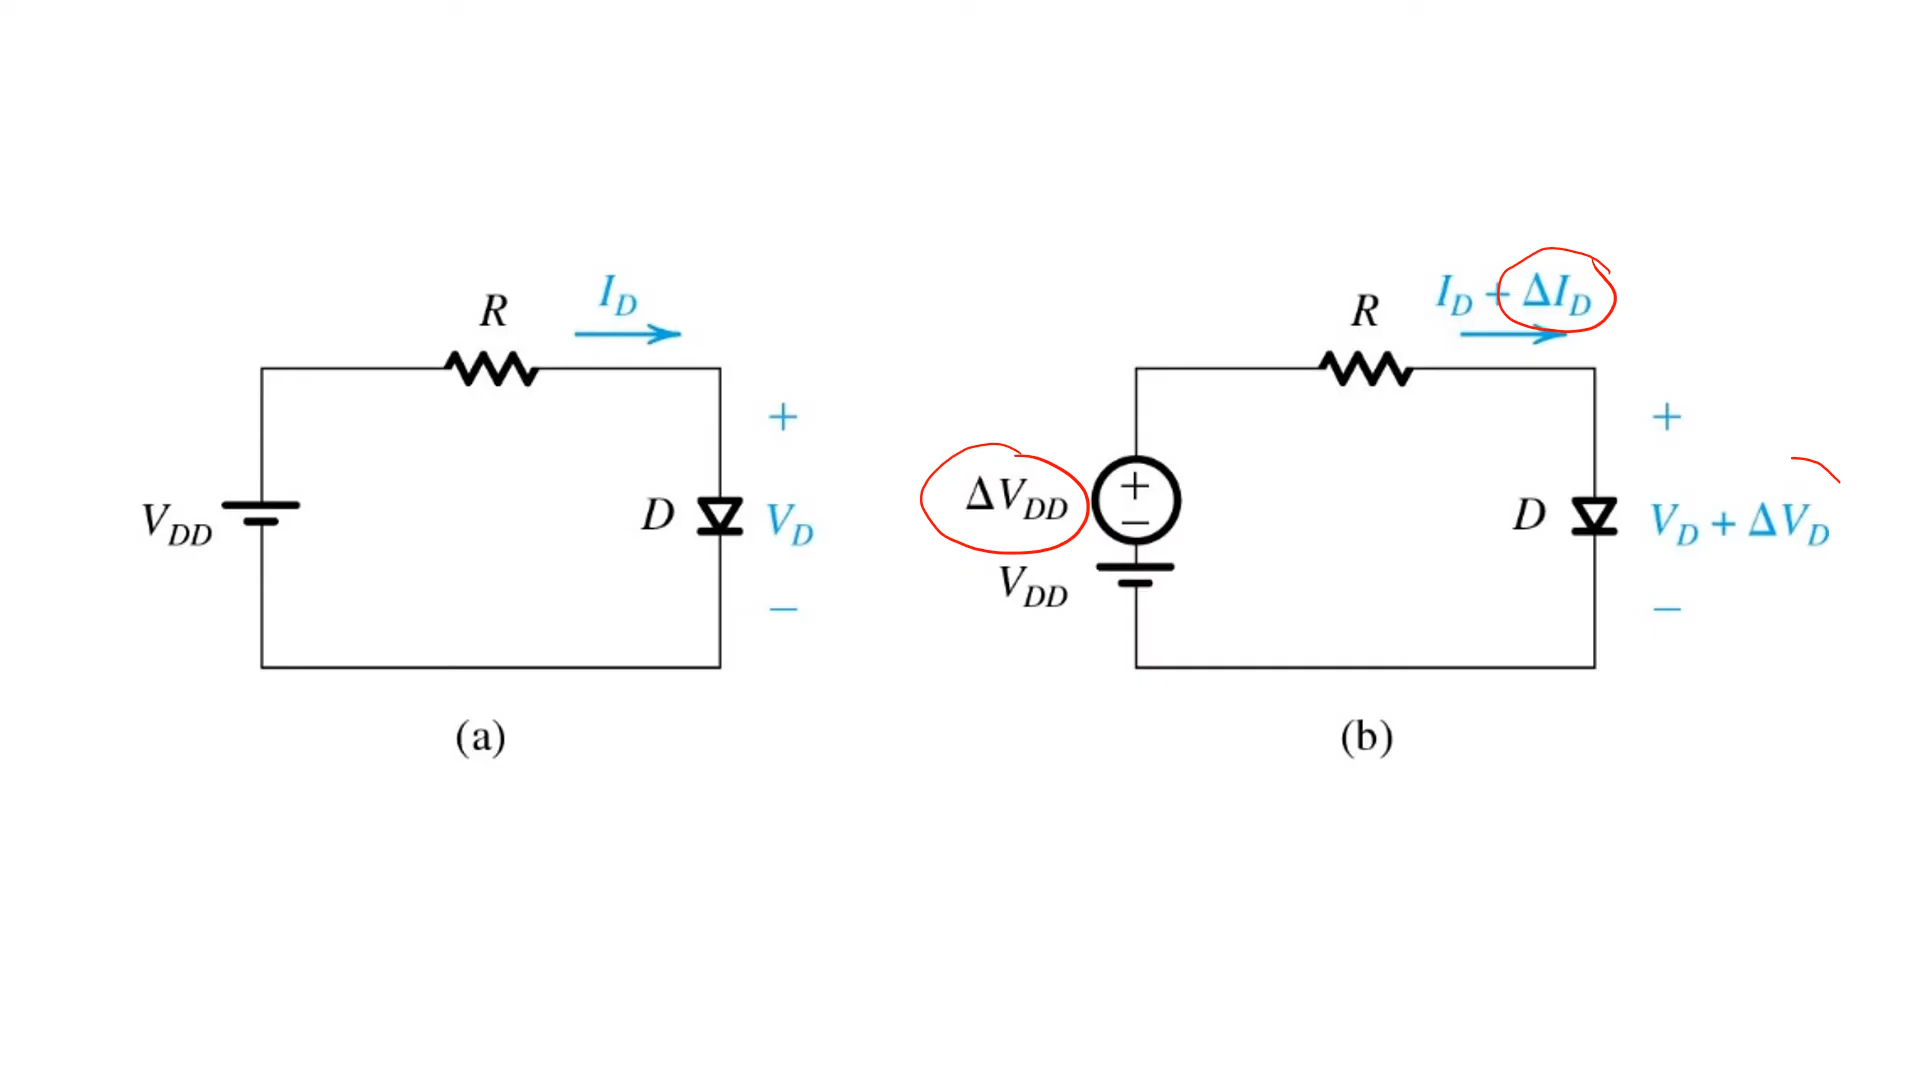 R
I_D
+
V_DD
D
V_D
−
(a)
R
I_D + ΔI_D
+
ΔV_DD
+
−
V_DD
D
V_D + ΔV_D
−
(b)